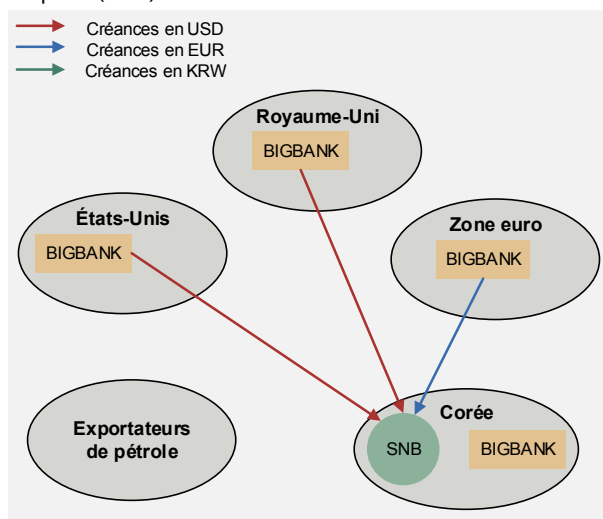 Créances en USD
Créances en EUR
Créances en KRW
Royaume-Uni
BIGBANK
États-Unis
BIGBANK
Zone euro
BIGBANK
Exportateurs
de pétrole
Corée
SNB
BIGBANK